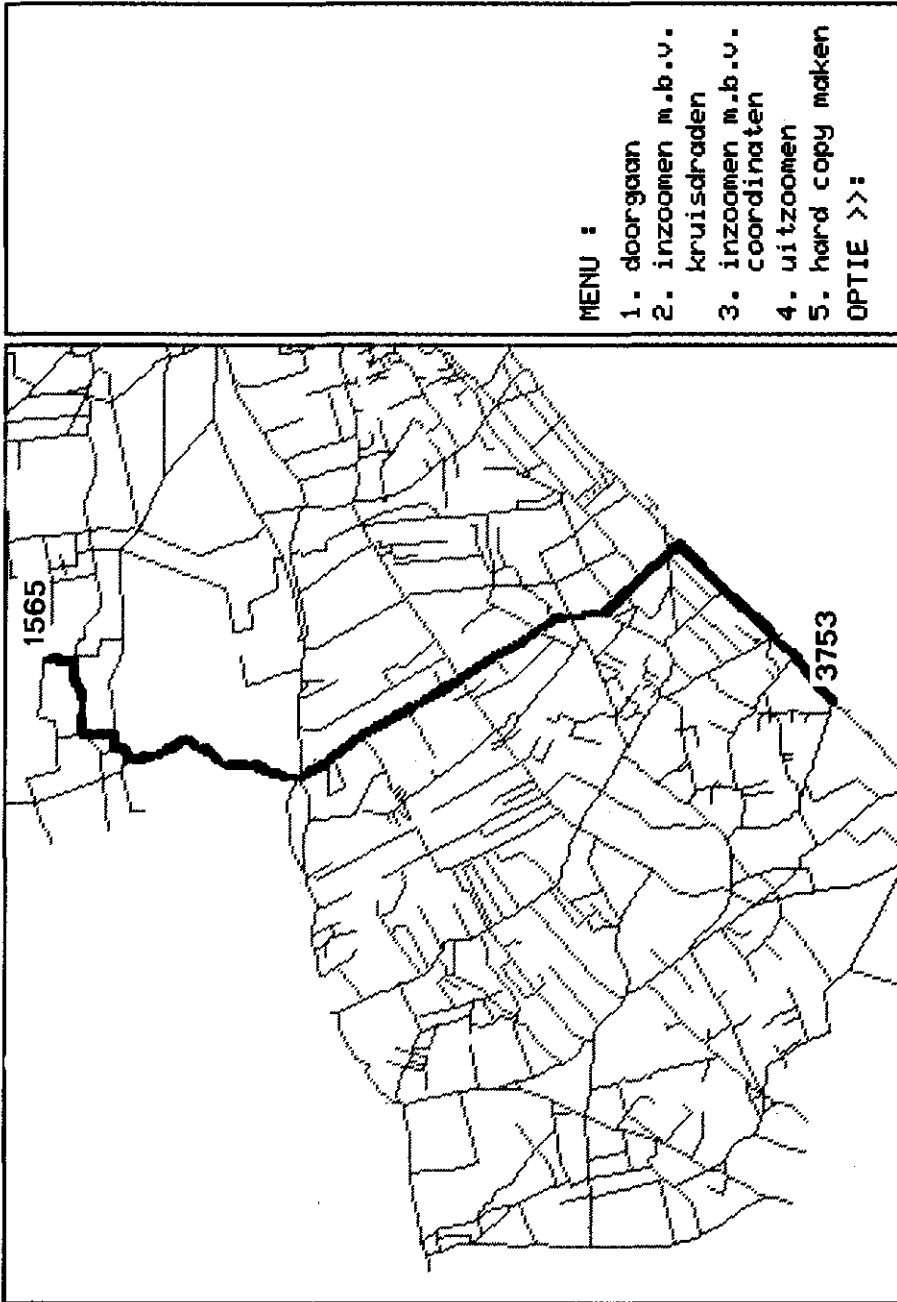 1565
3753
MENU :
1. doorgaan
2. inzoomen m.b.v.
kruisdraden
3. inzoomen m.b.v.
coordinaten
4. uitzoomen
5. hard copy maken
OPTIE >>: